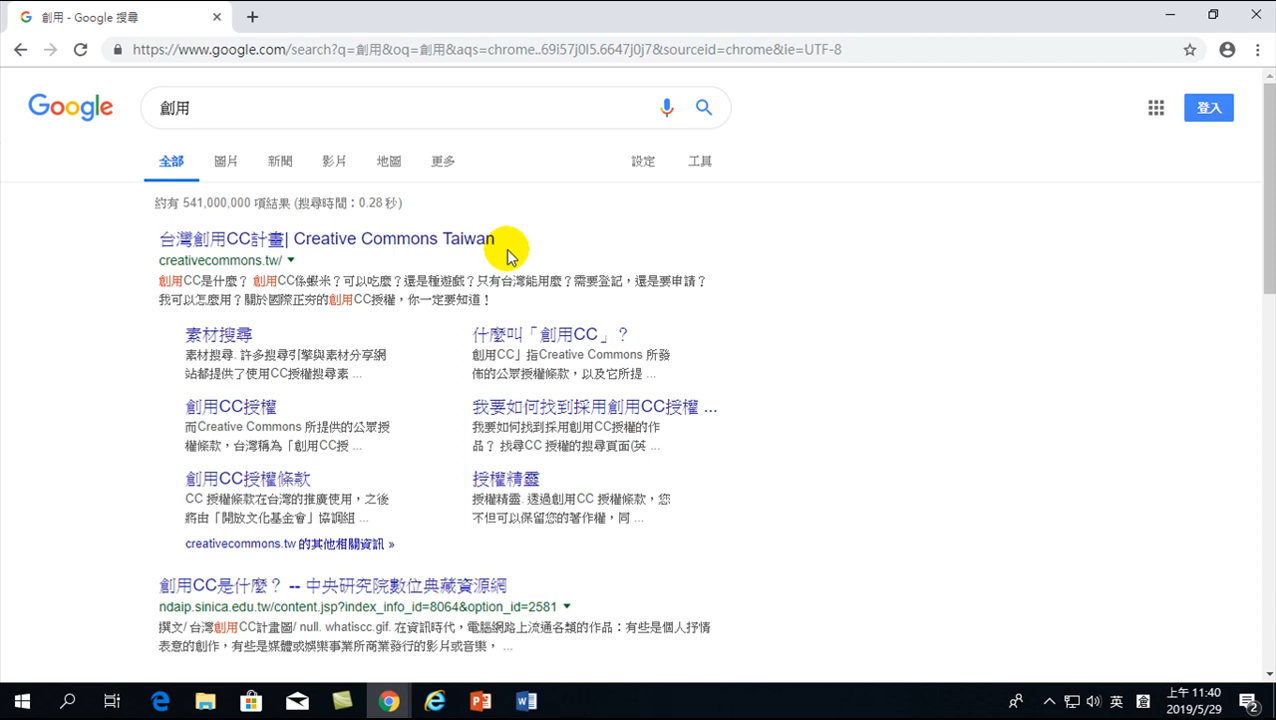 創用 - Google 搜尋
https://www.google.com/search?q=創用&oq=創用&aqs=chrome..69i57j0l5.6647j0j7&sourceid=chrome&ie=UTF-8
Google
創用
登入
全部 圖片 新聞 影片 地圖 更多 設定 工具
約有 541,000,000 項結果 (搜尋時間：0.28 秒)
台灣創用CC計畫| Creative Commons Taiwan
creativecommons.tw/
創用CC是什麼？ 創用CC係蝦米？可以吃麼？還是種遊戲？只有台灣能用麼？需要登記，還是要申請？
我可以怎麼用？關於國際正夯的創用CC授權，你一定要知道！
素材搜尋
素材搜尋. 許多搜尋引擎與素材分享網
站都提供了使用CC授權搜尋素 ...
什麼叫「創用CC」？
創用CC」指Creative Commons 所發
佈的公眾授權條款，以及它所提 ...
創用CC授權
而Creative Commons 所提供的公眾授
權條款，台灣稱為「創用CC授 ...
我要如何找到採用創用CC授權 ...
我要如何找到採用創用CC授權的作
品？ 找尋CC 授權的搜尋頁面(英 ...
創用CC授權條款
CC 授權條款在台灣的推廣使用，之後
將由「開放文化基金會」協調組 ...
授權精靈
授權精靈. 透過創用CC 授權條款，您
不但可以保留您的著作權，同 ...
creativecommons.tw 的其他相關資訊 »
創用CC是什麼？ -- 中央研究院數位典藏資源網
ndaip.sinica.edu.tw/content.jsp?index_info_id=8064&option_id=2581
撰文/ 台灣創用CC計畫圖/ null. whatiscc.gif. 在資訊時代，電腦網路上流通各類的作品：有些是個人抒情
表意的創作，有些是媒體或娛樂事業所商業發行的影片或音樂， ...
英 倉 上午 11:40
2019/5/29
2